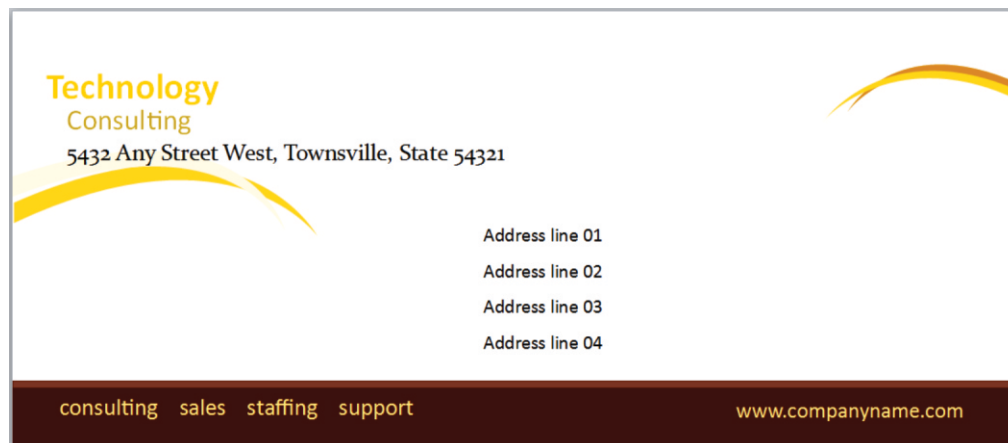 Technology
Consulting
5432 Any Street West, Townsville, State 54321
Address line 01
Address line 02
Address line 03
Address line 04
consulting sales staffing support www.companyname.com